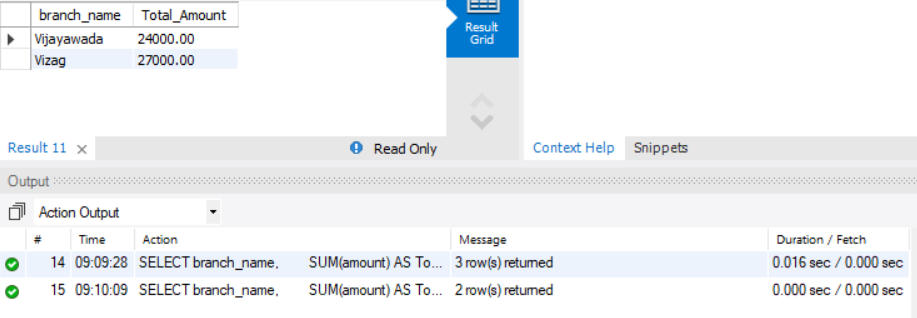 branch_name Total_Amount
Vijayawada 24000.00
Vizag 27000.00
Result
Grid
Result 11 × Read Only Context Help Snippets
Output
Action Output
# Time Action Message Duration / Fetch
14 09:09:28 SELECT branch_name, SUM(amount) AS To... 3 row(s) returned 0.016 sec / 0.000 sec
15 09:10:09 SELECT branch_name, SUM(amount) AS To... 2 row(s) returned 0.000 sec / 0.000 sec